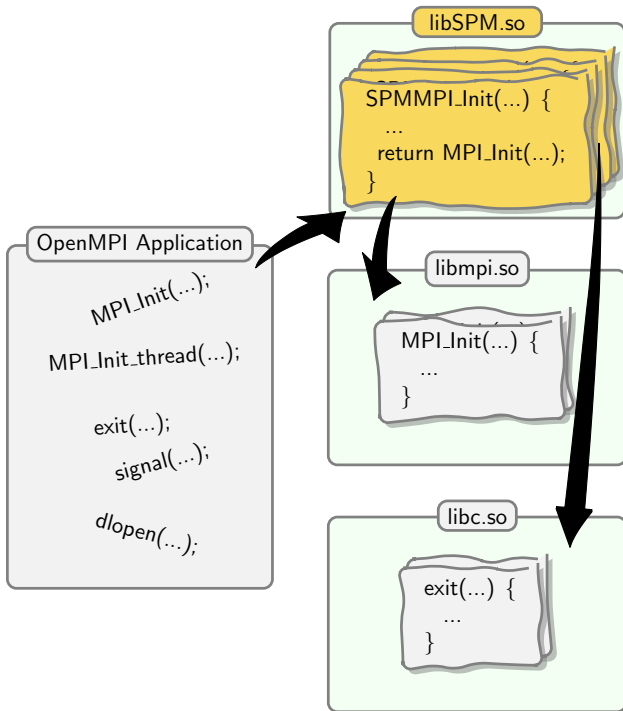 libSPM.so
SPMMPI_Init(...) {
...
return MPI_Init(...);
}
OpenMPI Application
MPI_Init(...);
MPI_Init_thread(...);
exit(...);
signal(...);
dlopen(...);
libmpi.so
MPI_Init(...) {
...
}
libc.so
exit(...) {
...
}